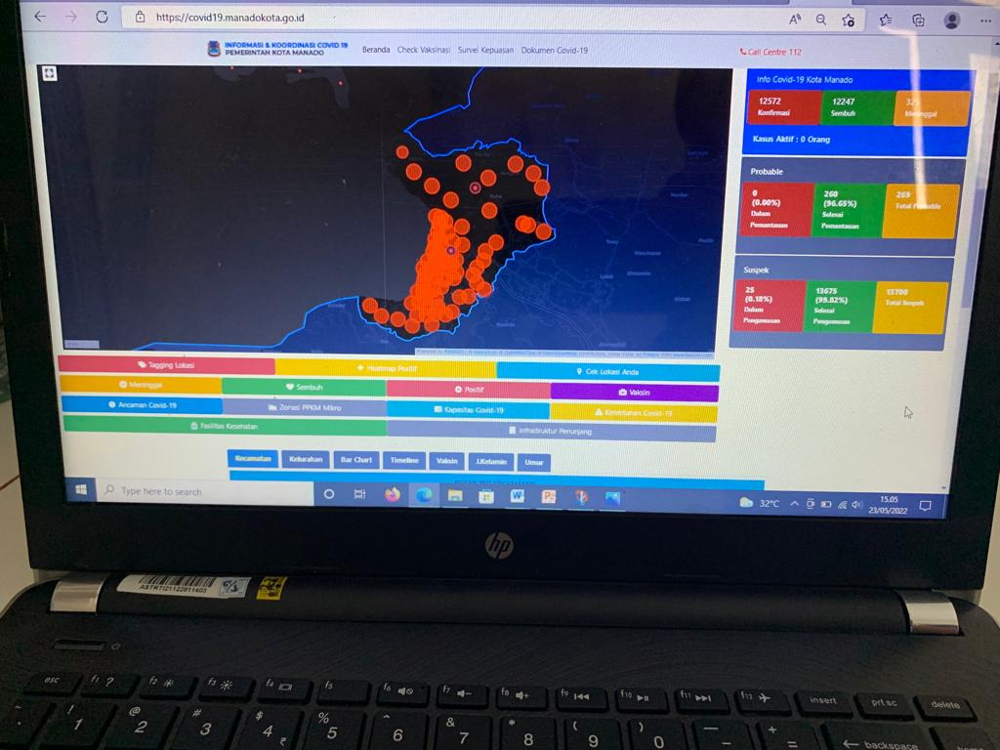 https://covid19.manadokota.go.id
INFORMASI & KOORDINASI COVID 19
PEMERINTAH KOTA MANADO
Beranda Check Vaksinasi Survei Kepuasan Dokumen Covid-19
Call Centre 112
Info Covid-19 Kota Manado
12572 12247 325
Konfirmasi Sembuh Meninggal
Kasus Aktif : 0 Orang
Probable
0 260 269
(0.00%) (96.65%) Total Probable
Dalam Selesai
Pemantauan Pemantauan
Suspek
25 13675 13700
(0.18%) (99.82%) Total Suspek
Dalam Selesai
Pengawasan Pengawasan
Tagging Lokasi Heatmap Positif Cek Lokasi Anda
Meninggal Sembuh Positif Vaksin
Ancaman Covid-19 Zonasi PPKM Mikro Kapasitas Covid-19 Kerentanan Covid-19
Fasilitas Kesehatan Infrastruktur Penunjang
Kecamatan Kelurahan Bar Chart Timeline Vaksin J.Kelamin Umur
Type here to search
32°C
15.05
23/05/2022
hp
ASTRTI21122811403
esc f1 ? f2 f3 f4 f5 f6 f7 f8 f9 f10 f11 f12 insert prt sc delete
! @ # $ % ^ & * ( ) — +
1 2 3 4 ₹ 5 6 7 8 9 0 - = backspace